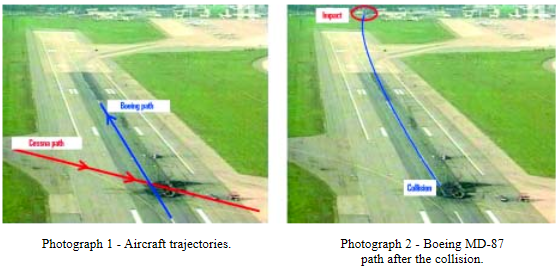 Boeing path
Cessna path
Photograph 1 - Aircraft trajectories.
Impact
Collision
Photograph 2 - Boeing MD-87
path after the collision.